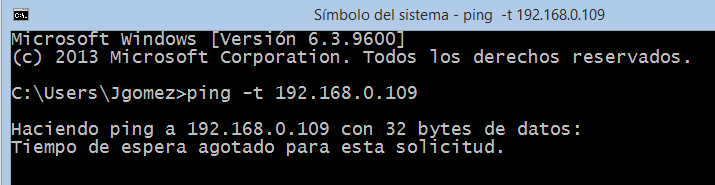 Símbolo del sistema - ping  -t 192.168.0.109
Microsoft Windows [Versión 6.3.9600]
(c) 2013 Microsoft Corporation. Todos los derechos reservados.
C:\Users\Jgomez>ping -t 192.168.0.109
Haciendo ping a 192.168.0.109 con 32 bytes de datos:
Tiempo de espera agotado para esta solicitud.